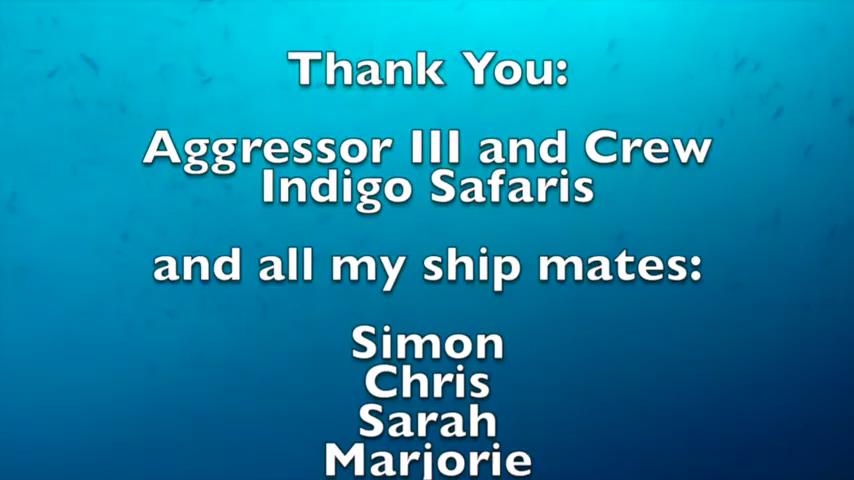 Thank You:
Aggressor III and Crew
Indigo Safaris
and all my ship mates:
Simon
Chris
Sarah
Marjorie